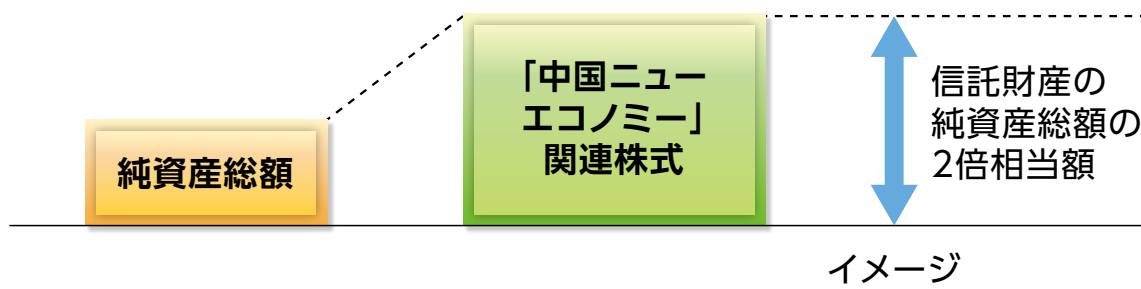 純資産総額
「中国ニュー
エコノミー」
関連株式
信託財産の
純資産総額の
2倍相当額
イメージ